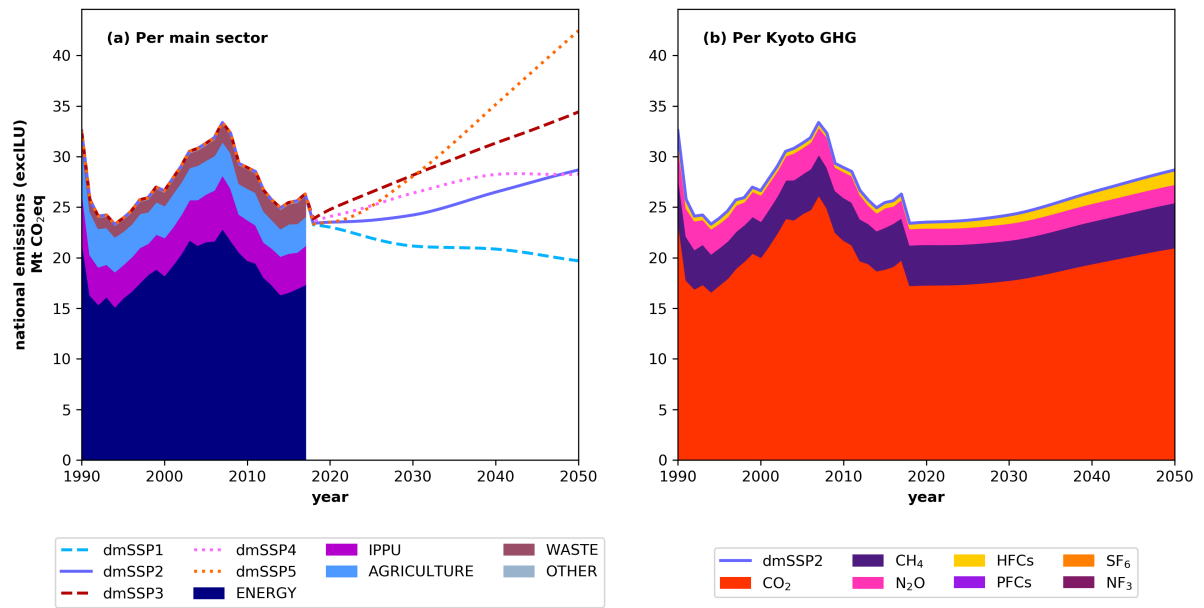 (a) Per main sector
national emissions (exclLU)
Mt CO₂eq
40
35
30
25
20
15
10
5
0
1990 2000 2010 2020 2030 2040 2050
year
(b) Per Kyoto GHG
40
35
30
25
20
15
10
5
0
1990 2000 2010 2020 2030 2040 2050
year
dmSSP1 dmSSP4 IPPU WASTE
dmSSP2 dmSSP5 AGRICULTURE OTHER
dmSSP3 ENERGY
dmSSP2 CH₄ HFCs SF₆
CO₂ N₂O PFCs NF₃